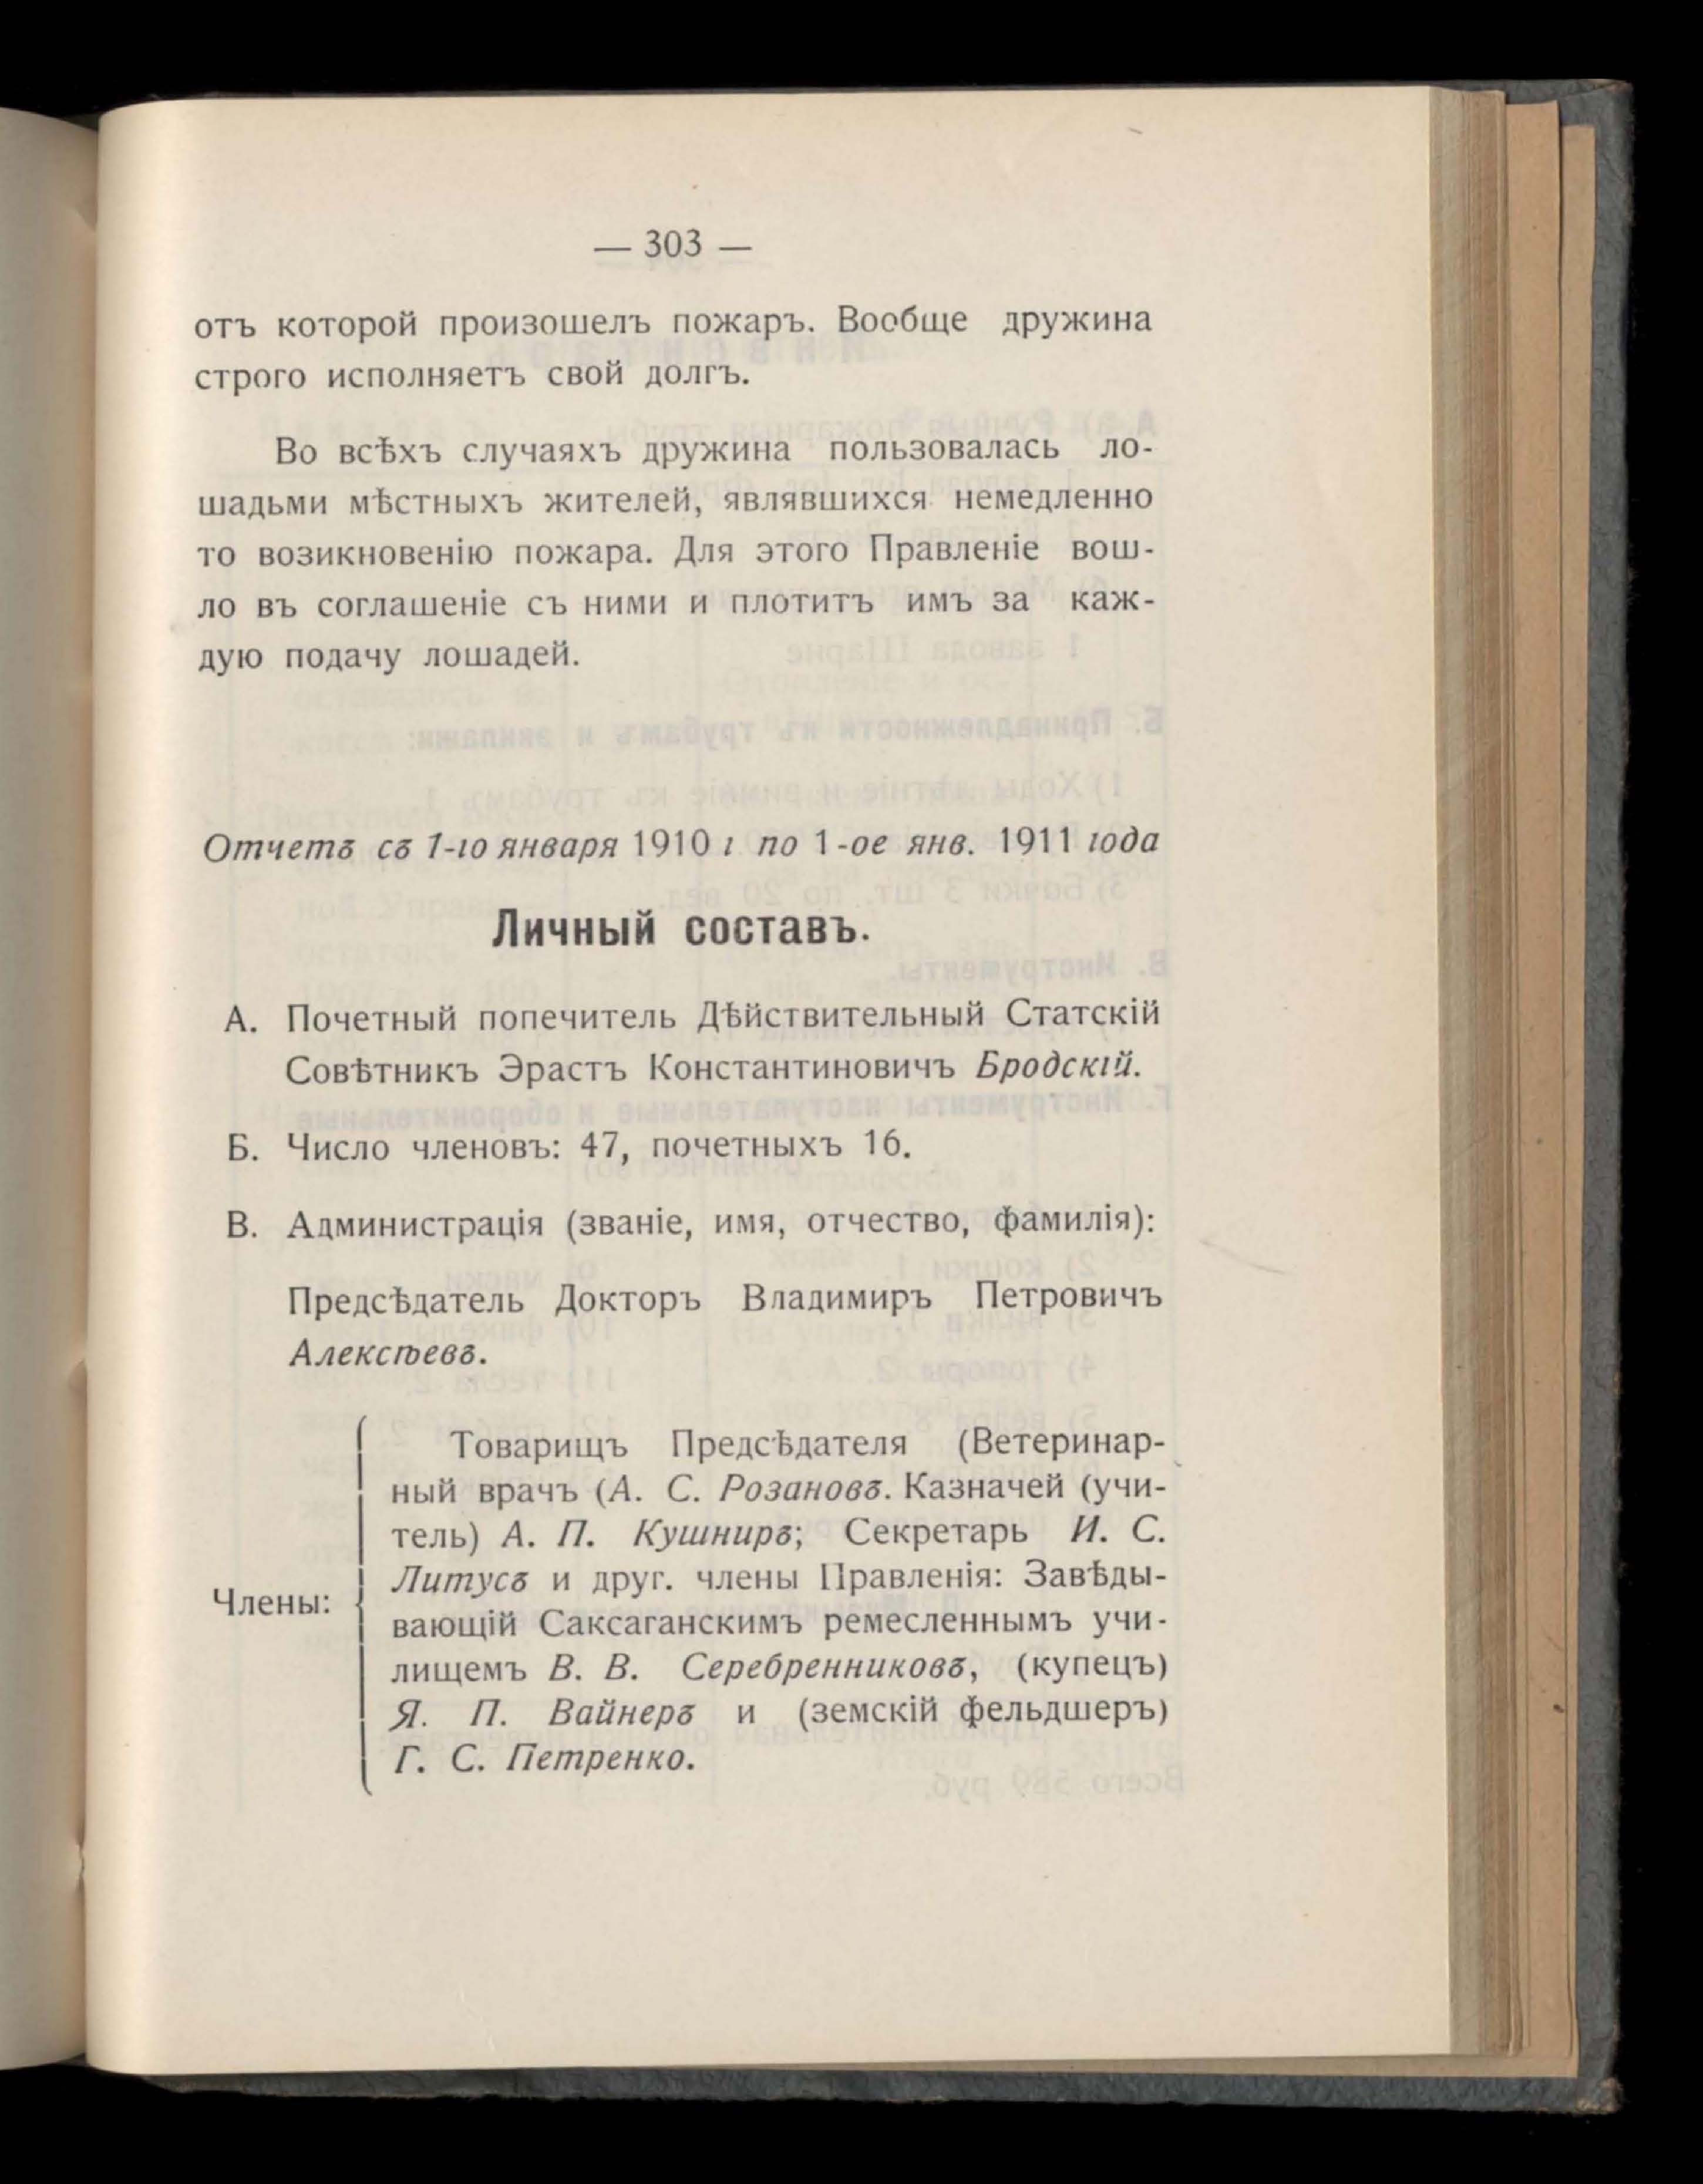 — 303 —
отъ которой произошелъ пожаръ. Вообще дружина
строго исполняетъ свой долгъ.
Во всѣхъ случаяхъ дружина пользовалась ло-
шадьми мѣстныхъ жителей, являвшихся немедленно
то возикновенію пожара. Для этого Правленіе вош-
ло въ соглашеніе съ ними и плотитъ имъ за каж-
дую подачу лошадей.
Отчетъ съ 1-го января 1910 г по 1-ое янв. 1911 года
Личный составъ.
А. Почетный попечитель Дѣйствительный Статскій
Совѣтникъ Эрастъ Константиновичъ Бродскій.
Б. Число членовъ: 47, почетныхъ 16.
В. Администрація (званіе, имя, отчество, фамилія):
Предсѣдатель Докторъ Владимиръ Петровичъ
Алексѣевъ.
Товарищъ Предсѣдателя (Ветеринар-
ный врачъ (А. С. Розановъ. Казначей (учи-
тель) А. П. Кушниръ; Секретарь И. С.
Литусъ и друг. члены Правленія: Завѣды-
Члены:
вающій Саксаганскимъ ремесленнымъ учи-
лищемъ В. В. Серебренниковъ, (купецъ)
Я. П. Вайнеръ и (земскій фельдшеръ)
Г. С. Петренко.